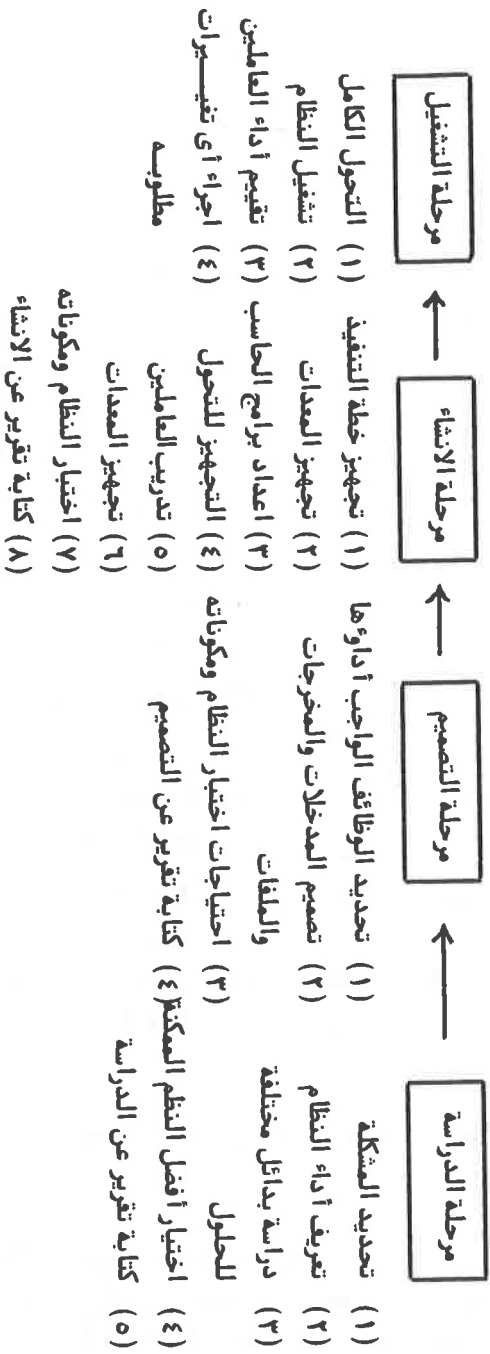 مرحلة الدراسة
(١) تحديد المشكلة
(٢) تعريف أداء النظام
(٣) دراسة بدائل مختلفة
للحلول
(٤) اختيار أفضل النظم الممكنة
(٥) كتابة تقرير عن الدراسة
مرحلة التصميم
(١) تحديد الوظائف الواجب أداوءها
(٢) تصميم المدخلات والمخرجات
والملفات
(٣) احتياجات اختبار النظام ومكوناته
(٤) كتابة تقرير عن التصميم
مرحلة الانشاء
(١) تجهيز خطة التنفيذ
(٢) تجهيز المعدات
(٣) اعداد برامج الحاسب
(٤) التجهيز للتحول
(٥) تدريب العاملين
(٦) تجهيز المعدات
(٧) اختبار النظام ومكوناته
(٨) كتابة تقرير عن الانشاء
مرحلة التشغيل
(١) التحول الكامل
(٢) تشغيل النظام
(٣) تقييم أداء العاملين
(٤) اجراء أى تغيـــيرات
مطلوبـه